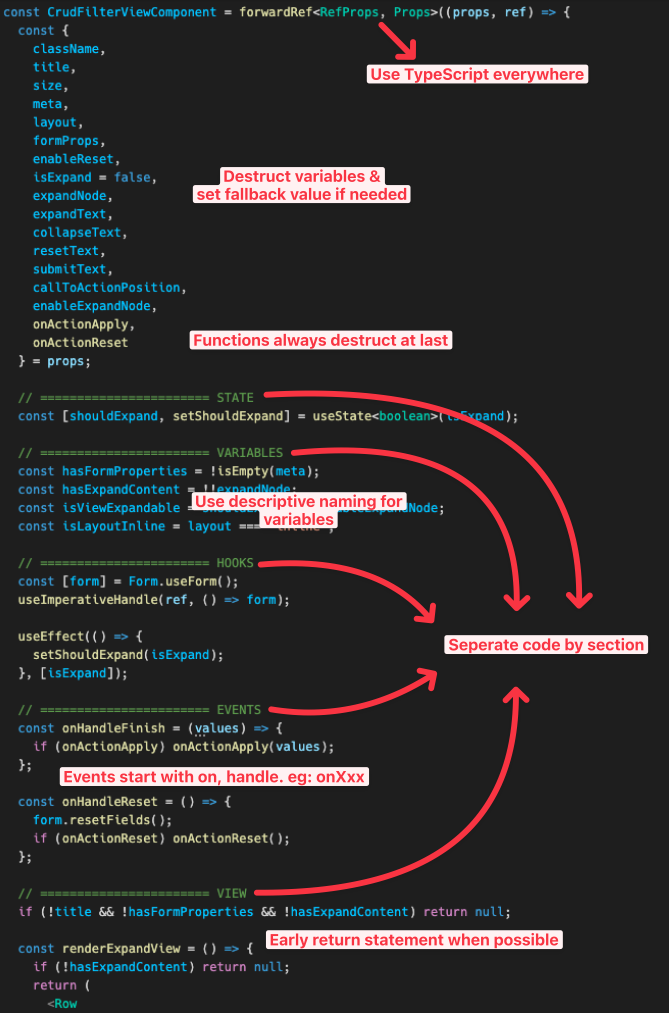 const CrudFilterViewComponent = forwardRef<RefProps, Props>((props, ref) => {
const {
className,
Use TypeScript everywhere
title,
size,
meta,
layout,
formProps,
enableReset,
isExpand = false,
Destruct variables &
set fallback value if needed
expandNode,
expandText,
collapseText,
resetText,
submitText,
callToActionPosition,
enableExpandNode,
onActionApply,
onActionReset
Functions always destruct at last
} = props;
// ======================= STATE
const [shouldExpand, setShouldExpand] = useState<boolean>(isExpand);
// ======================= VARIABLES
const hasFormProperties = !isEmpty(meta);
const hasExpandContent = !!expandNode;
Use descriptive naming for
variables
const isViewExpandable =
const isLayoutInline = layout ===
// ======================= HOOKS
const [form] = Form.useForm();
useImperativeHandle(ref, () => form);
useEffect(() => {
setShouldExpand(isExpand);
}, [isExpand]);
Seperate code by section
// ======================= EVENTS
const onHandleFinish = (values) => {
if (onActionApply) onActionApply(values);
};
Events start with on, handle. eg: onXxx
const onHandleReset = () => {
form.resetFields();
if (onActionReset) onActionReset();
};
// ======================= VIEW
if (!title && !hasFormProperties && !hasExpandContent) return null;
Early return statement when possible
const renderExpandView = () => {
if (!hasExpandContent) return null;
return (
<Row